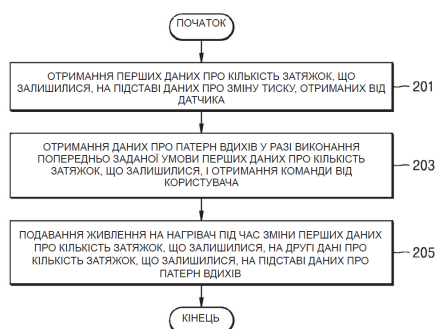 ПОЧАТОК
ОТРИМАННЯ ПЕРШИХ ДАНИХ ПРО КІЛЬКІСТЬ ЗАТЯЖОК, ЩО
ЗАЛИШИЛИСЯ, НА ПІДСТАВІ ДАНИХ ПРО ЗМІНУ ТИСКУ, ОТРИМАНИХ ВІД
ДАТЧИКА
201
ОТРИМАННЯ ДАНИХ ПРО ПАТЕРН ВДИХІВ У РАЗІ ВИКОНАННЯ
ПОПЕРЕДНЬО ЗАДАНОЇ УМОВИ ПЕРШИХ ДАНИХ ПРО КІЛЬКІСТЬ
ЗАТЯЖОК, ЩО ЗАЛИШИЛИСЯ, І ОТРИМАННЯ КОМАНДИ ВІД
КОРИСТУВАЧА
203
ПОДАВАННЯ ЖИВЛЕННЯ НА НАГРІВАЧ ПІД ЧАС ЗМІНИ ПЕРШИХ ДАНИХ
ПРО КІЛЬКІСТЬ ЗАТЯЖОК, ЩО ЗАЛИШИЛИСЯ, НА ДРУГІ ДАНІ ПРО
КІЛЬКІСТЬ ЗАТЯЖОК, ЩО ЗАЛИШИЛИСЯ, НА ПІДСТАВІ ДАНИХ ПРО
ПАТЕРН ВДИХІВ
205
КІНЕЦЬ